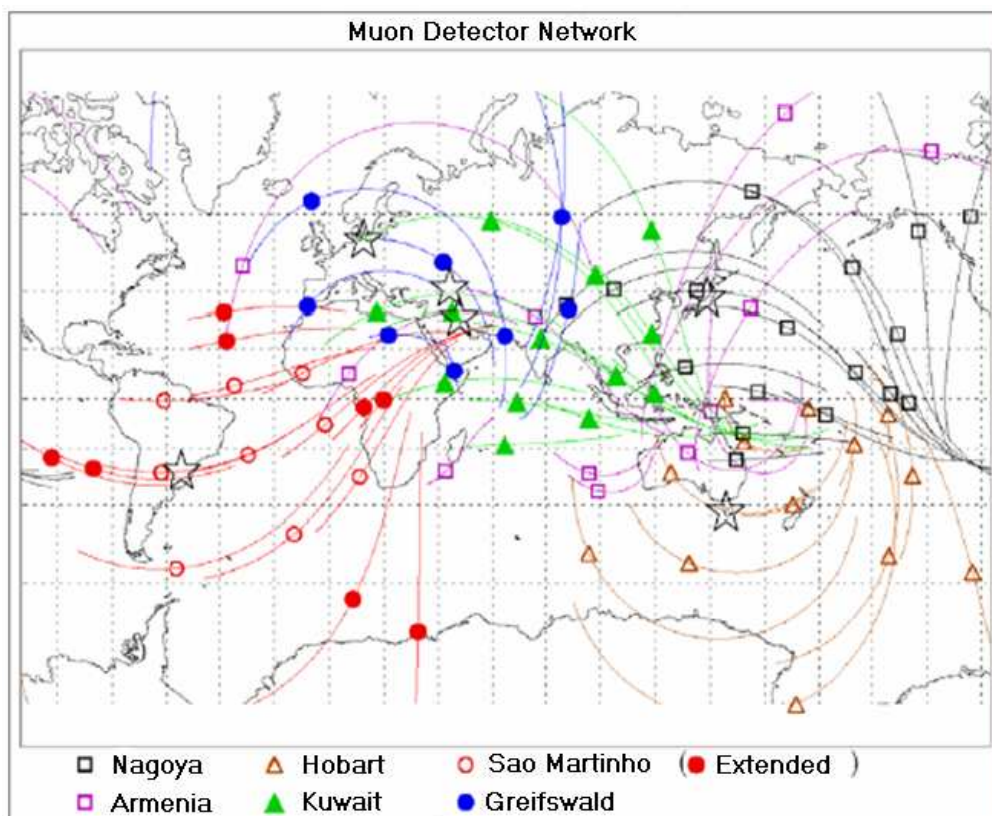 Muon Detector Network
Nagoya Hobart Sao Martinho ( Extended )
Armenia Kuwait Greifswald